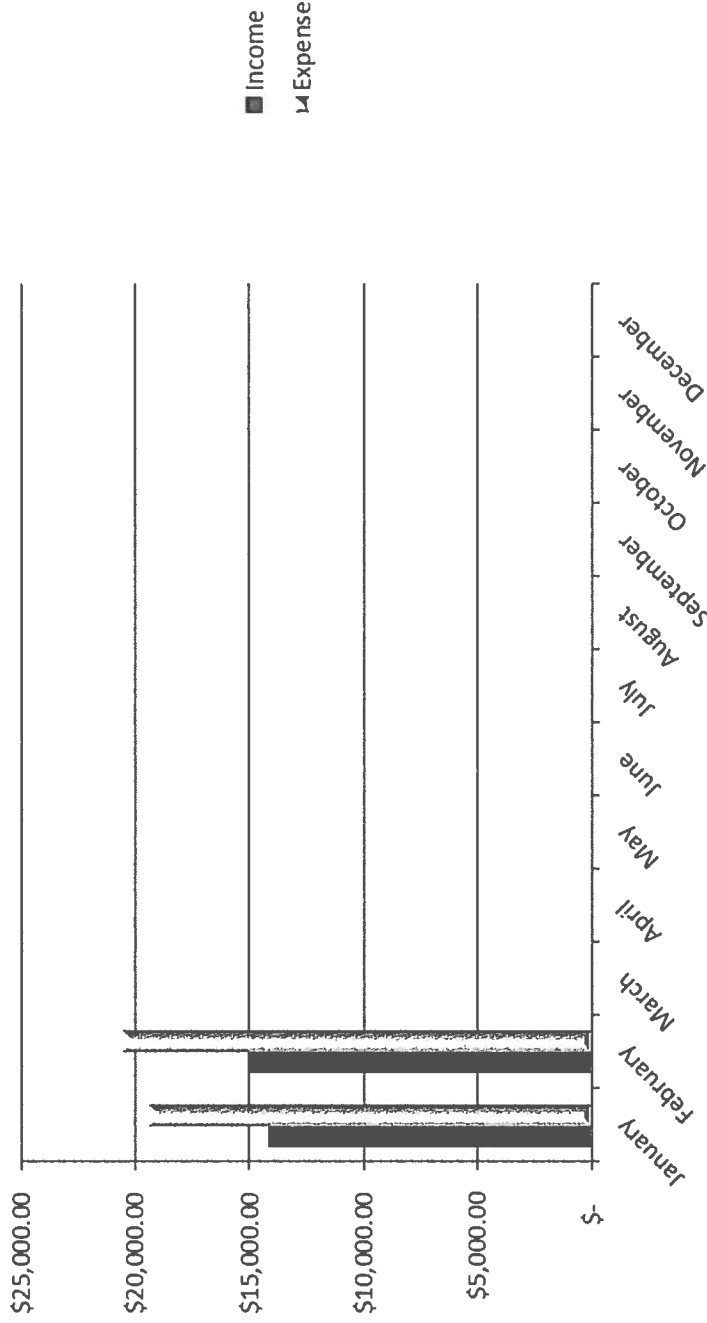 $25,000.00
$20,000.00
$15,000.00
$10,000.00
$5,000.00
$-
January
February
March
April
May
June
July
August
September
October
November
December
Income
Expense